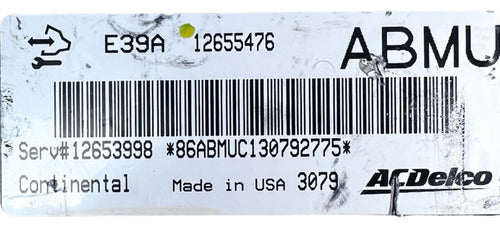 E39A 12655476 ABMU
Serv#12653998 *86ABMUC130792775*
Continental Made in USA 3079 ACDelco